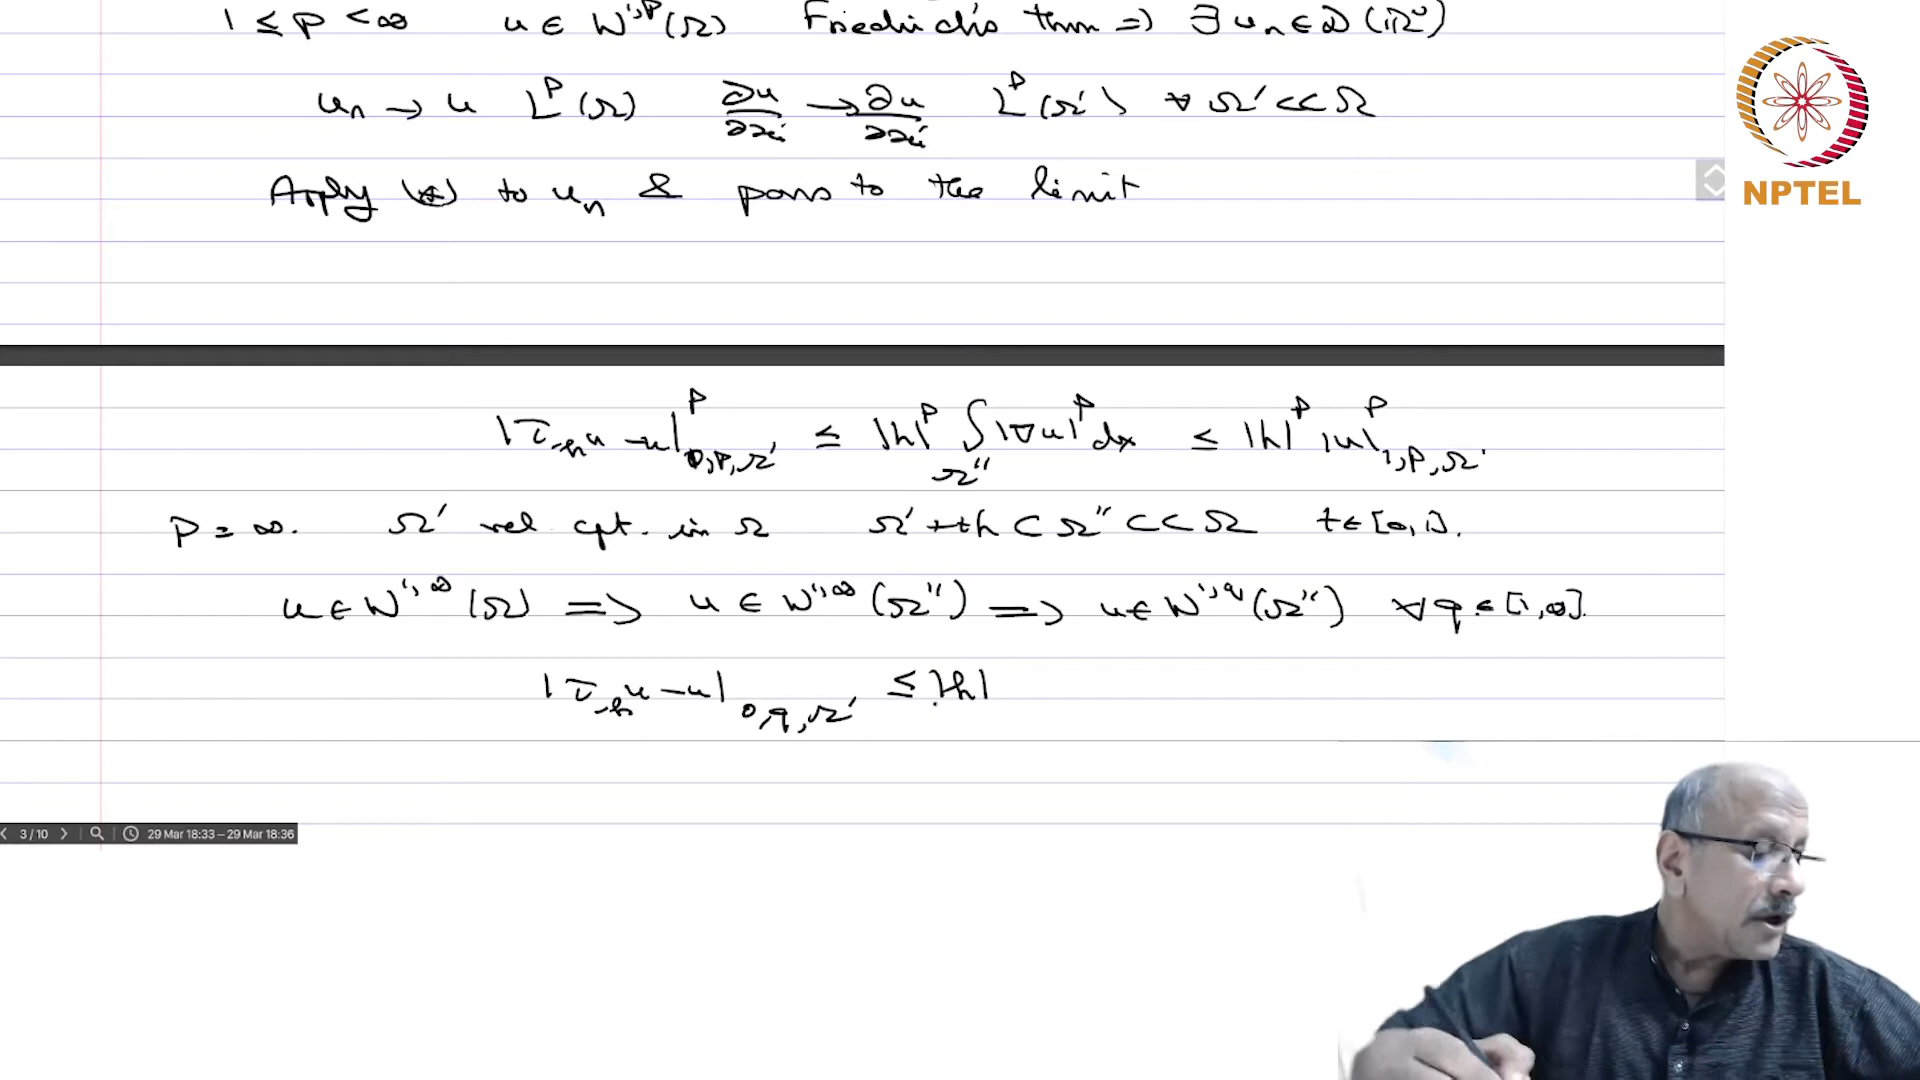 1 ≤ p < ∞ u ∈ W^{1,p}(Ω) Friedrichs thm ⇒ ∃ u_n ∈ D(ℝ^N)
u_n → u L^p(Ω) ∂u/∂x_i → ∂u/∂x_i L^p(Ω') ∀ Ω' ⊂⊂ Ω
Apply (*) to u_n & pass to the limit
NPTEL
|τ_{-h}u - u|^p_{0,p,Ω'} ≤ |h|^p ∫_{Ω''} |∇u|^p dx ≤ |h|^p |u|^p_{1,p,Ω}.
p = ∞. Ω' rel. cpt. in Ω Ω' + th ⊂ Ω'' ⊂⊂ Ω t ∈ [0,1].
u ∈ W^{1,∞}(Ω) ⇒ u ∈ W^{1,∞}(Ω'') ⇒ u ∈ W^{1,q}(Ω'') ∀ q ∈ [1,∞].
|τ_{-h}u - u|_{0,q,Ω'} ≤ |h|
3 / 10 29 Mar 18:33 – 29 Mar 18:36